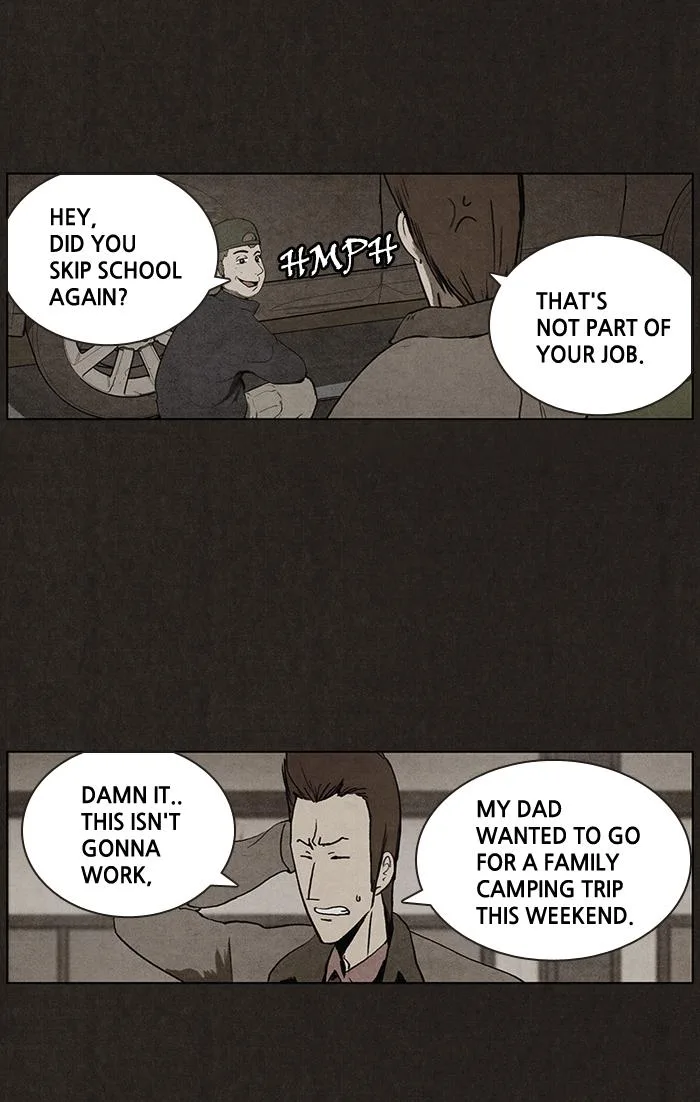 HEY,
DID YOU
SKIP SCHOOL
AGAIN?
HMPH
THAT'S
NOT PART OF
YOUR JOB.
DAMN IT..
THIS ISN'T
GONNA
WORK,
MY DAD
WANTED TO GO
FOR A FAMILY
CAMPING TRIP
THIS WEEKEND.